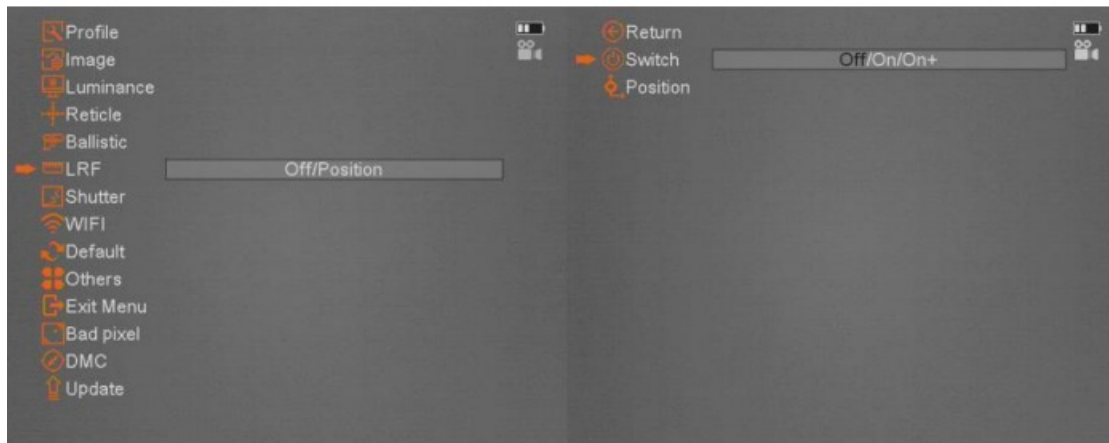 Profile
Image
Luminance
Reticle
Ballistic
LRF Off/Position
Shutter
WIFI
Default
Others
Exit Menu
Bad pixel
DMC
Update
Return
Switch Off/On/On+
Position